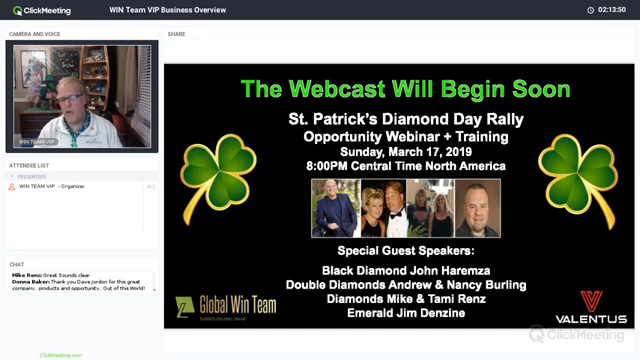 ClickMeeting
WIN Team VIP Business Overview
02:13:50
CAMERA AND VOICE
SHARE
WIN TEAM VIP
ATTENDEE LIST
PRESENTERS
WIN TEAM VIP - Organizer
CHAT
Mike Renz: Great Sounds clear
Donna Baker: Thank you Dave Jordon for this great
company, products and opportunity. Out of this World!
ClickMeeting.com
The Webcast Will Begin Soon
St. Patrick's Diamond Day Rally
Opportunity Webinar + Training
Sunday, March 17, 2019
8:00PM Central Time North America
Special Guest Speakers:
Black Diamond John Haremza
Double Diamonds Andrew & Nancy Burling
Diamonds Mike & Tami Renz
Emerald Jim Denzine
Global Win Team
BUSINESS BUILDING ONLINE
VALENTUS
ClickMeeting